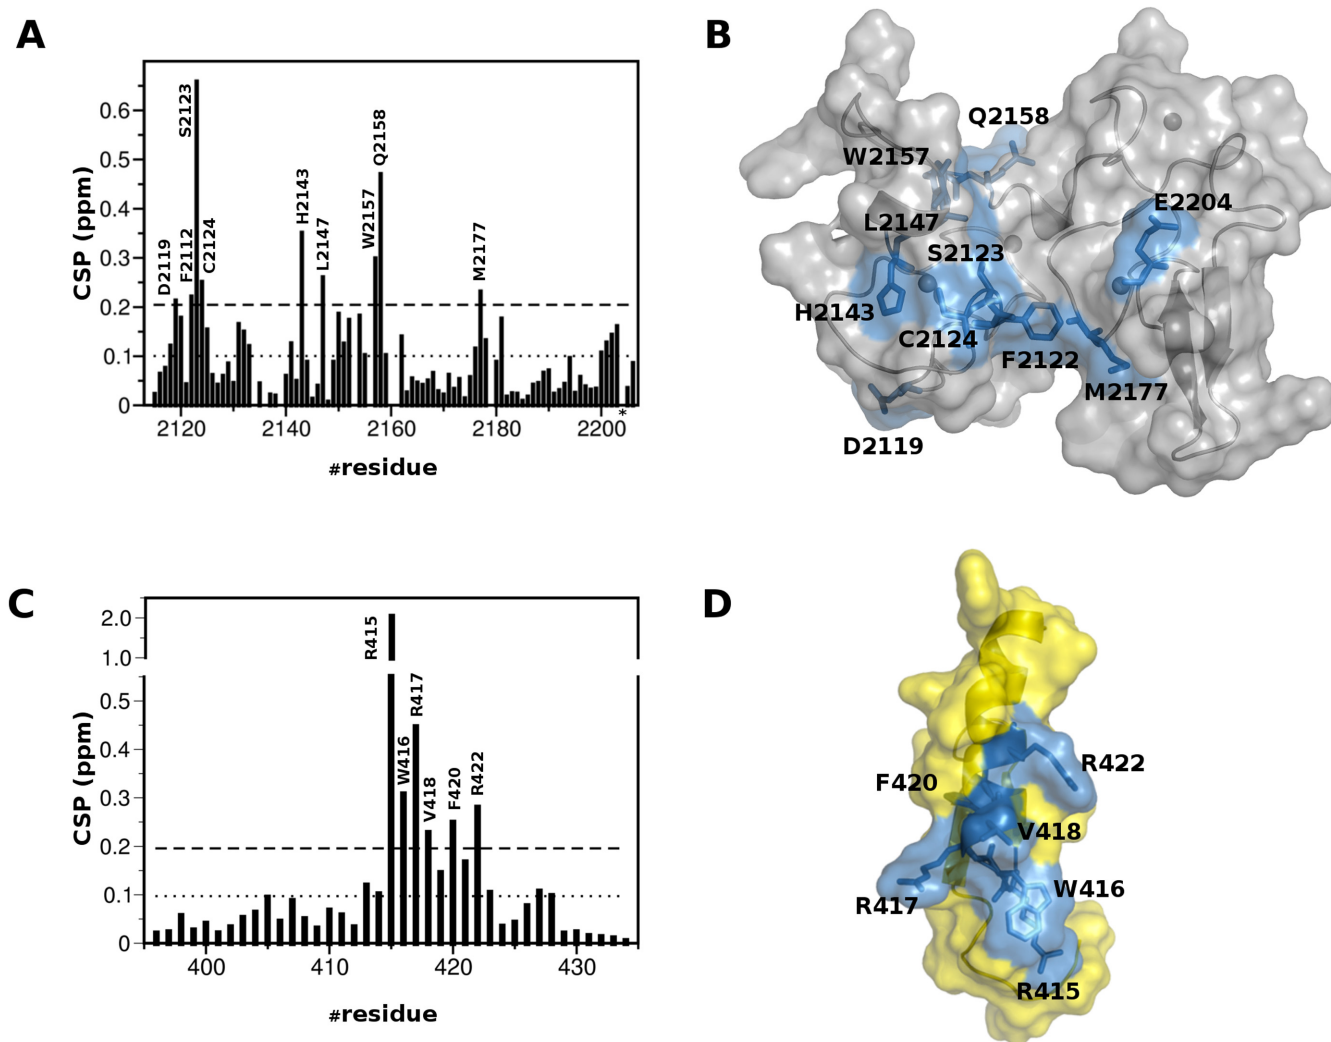 A
CSP (ppm)
0.6
0.5
0.4
0.3
0.2
0.1
0
D2119
F2112
S2123
C2124
H2143
L2147
W2157
Q2158
M2177
*
2120 2140 2160 2180 2200
#residue
B
Q2158
W2157
E2204
L2147
S2123
H2143
C2124
F2122
M2177
D2119
C
CSP (ppm)
2.0
1.0
0.5
0.4
0.3
0.2
0.1
0
R415
W416
R417
V418
F420
R422
400 410 420 430
#residue
D
R422
F420
V418
W416
R417
R415